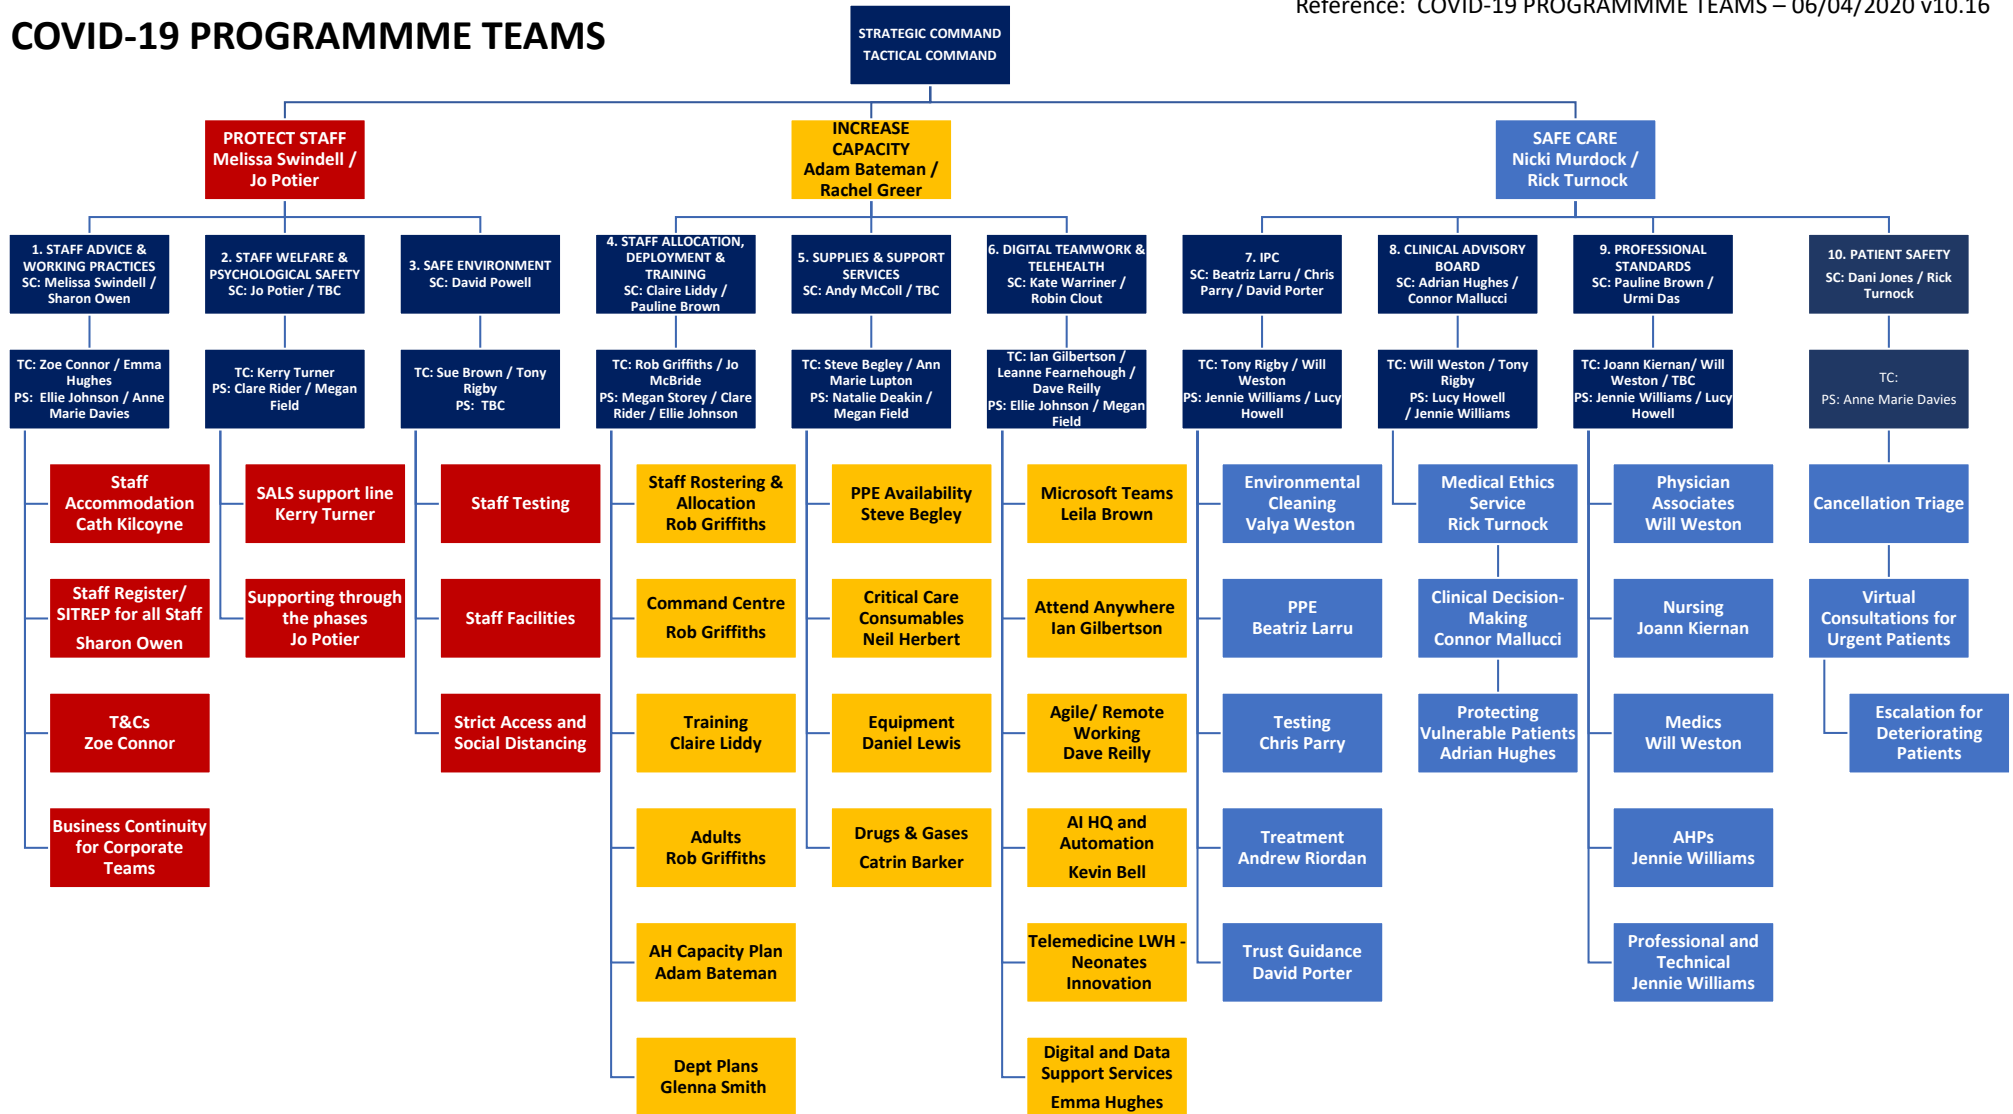 Reference: COVID-19 PROGRAMMME TEAMS – 06/04/2020 v10.16
COVID-19 PROGRAMMME TEAMS
STRATEGIC COMMAND
TACTICAL COMMAND
PROTECT STAFF
Melissa Swindell /
Jo Potier
INCREASE
CAPACITY
Adam Bateman /
Rachel Greer
SAFE CARE
Nicki Murdock /
Rick Turnock
1. STAFF ADVICE &
WORKING PRACTICES
SC: Melissa Swindell /
Sharon Owen
2. STAFF WELFARE &
PSYCHOLOGICAL SAFETY
SC: Jo Potier / TBC
3. SAFE ENVIRONMENT
SC: David Powell
4. STAFF ALLOCATION,
DEPLOYMENT &
TRAINING
SC: Claire Liddy /
Pauline Brown
5. SUPPLIES & SUPPORT
SERVICES
SC: Andy McColl / TBC
6. DIGITAL TEAMWORK &
TELEHEALTH
SC: Kate Warriner /
Robin Clout
7. IPC
SC: Beatriz Larru / Chris
Parry / David Porter
8. CLINICAL ADVISORY
BOARD
SC: Adrian Hughes /
Connor Mallucci
9. PROFESSIONAL
STANDARDS
SC: Pauline Brown /
Urmi Das
10. PATIENT SAFETY
SC: Dani Jones / Rick
Turnock
TC: Zoe Connor / Emma
Hughes
PS: Ellie Johnson / Anne
Marie Davies
TC: Kerry Turner
PS: Clare Rider / Megan
Field
TC: Sue Brown / Tony
Rigby
PS: TBC
TC: Rob Griffiths / Jo
McBride
PS: Megan Storey / Clare
Rider / Ellie Johnson
TC: Steve Begley / Ann
Marie Lupton
PS: Natalie Deakin /
Megan Field
TC: Ian Gilbertson /
Leanne Fearnehough /
Dave Reilly
PS: Ellie Johnson / Megan
Field
TC: Tony Rigby / Will
Weston
PS: Jennie Williams / Lucy
Howell
TC: Will Weston / Tony
Rigby
PS: Lucy Howell
/ Jennie Williams
TC: Joann Kiernan/ Will
Weston / TBC
PS: Jennie Williams / Lucy
Howell
TC:
PS: Anne Marie Davies
Staff
Accommodation
Cath Kilcoyne
SALS support line
Kerry Turner
Staff Testing
Staff Rostering &
Allocation
Rob Griffiths
PPE Availability
Steve Begley
Microsoft Teams
Leila Brown
Environmental
Cleaning
Valya Weston
Medical Ethics
Service
Rick Turnock
Physician
Associates
Will Weston
Cancellation Triage
Staff Register/
SITREP for all Staff
Sharon Owen
Supporting through
the phases
Jo Potier
Staff Facilities
Command Centre
Rob Griffiths
Critical Care
Consumables
Neil Herbert
Attend Anywhere
Ian Gilbertson
PPE
Beatriz Larru
Clinical Decision-
Making
Connor Mallucci
Nursing
Joann Kiernan
Virtual
Consultations for
Urgent Patients
T&Cs
Zoe Connor
Strict Access and
Social Distancing
Training
Claire Liddy
Equipment
Daniel Lewis
Agile/ Remote
Working
Dave Reilly
Testing
Chris Parry
Protecting
Vulnerable Patients
Adrian Hughes
Medics
Will Weston
Escalation for
Deteriorating
Patients
Business Continuity
for Corporate
Teams
Adults
Rob Griffiths
Drugs & Gases
Catrin Barker
AI HQ and
Automation
Kevin Bell
Treatment
Andrew Riordan
AHPs
Jennie Williams
AH Capacity Plan
Adam Bateman
Telemedicine LWH -
Neonates
Innovation
Trust Guidance
David Porter
Professional and
Technical
Jennie Williams
Dept Plans
Glenna Smith
Digital and Data
Support Services
Emma Hughes